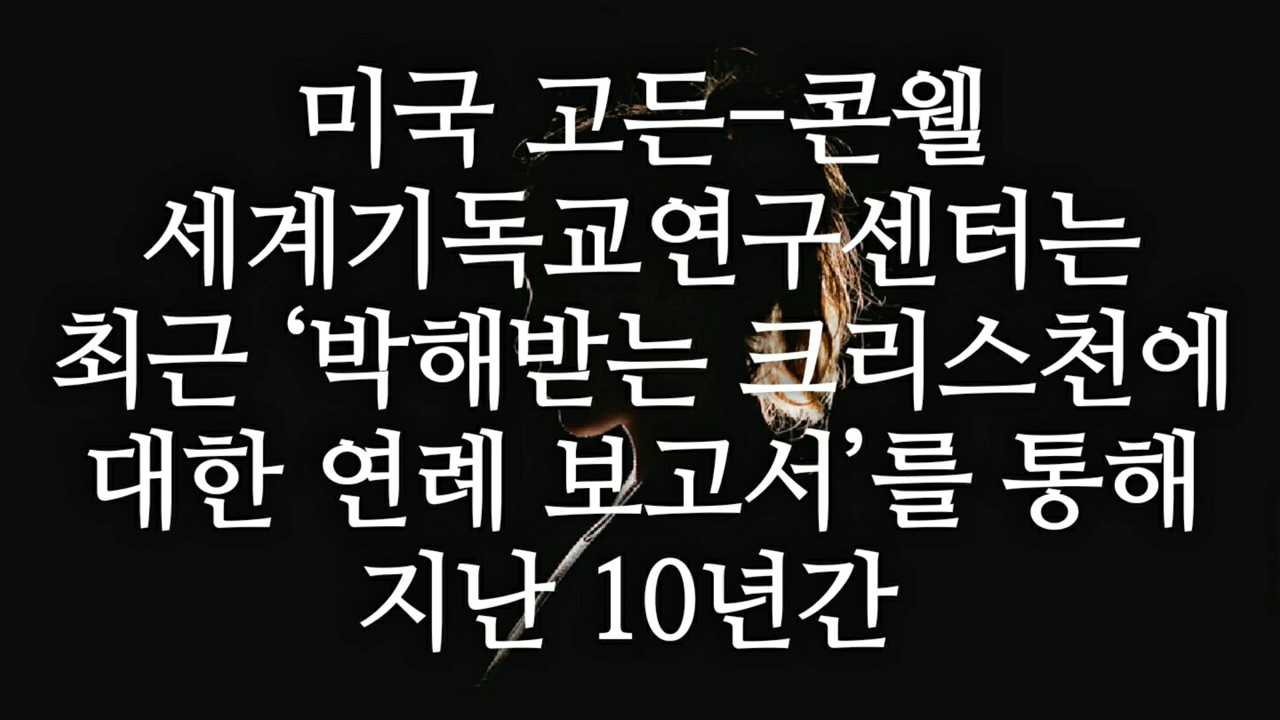 미국 고든-콘웰
세계기독교연구센터는
최근 ‘박해받는 크리스천에
대한 연례 보고서’를 통해
지난 10년간